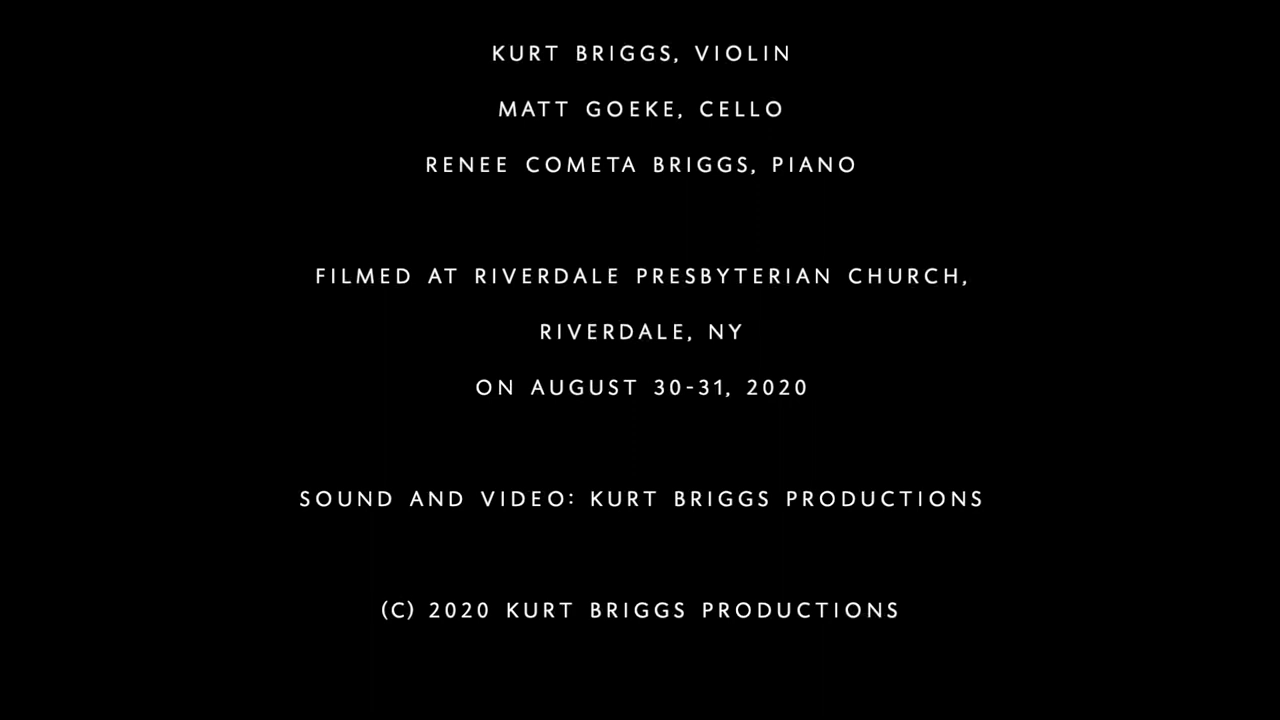 KURT BRIGGS, VIOLIN
MATT GOEKE, CELLO
RENEE COMETA BRIGGS, PIANO
FILMED AT RIVERDALE PRESBYTERIAN CHURCH,
RIVERDALE, NY
ON AUGUST 30-31, 2020
SOUND AND VIDEO: KURT BRIGGS PRODUCTIONS
(C) 2020 KURT BRIGGS PRODUCTIONS